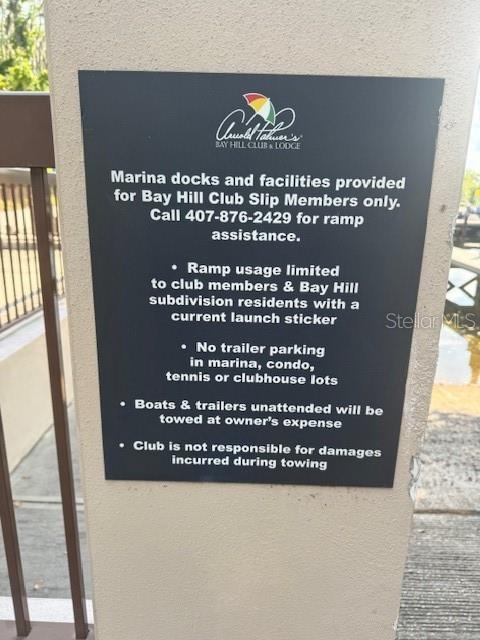 Arnold Palmer's
BAY HILL CLUB & LODGE
Marina docks and facilities provided
for Bay Hill Club Slip Members only.
Call 407-876-2429 for ramp
assistance.
• Ramp usage limited
to club members & Bay Hill
subdivision residents with a
current launch sticker
• No trailer parking
in marina, condo,
tennis or clubhouse lots
• Boats & trailers unattended will be
towed at owner's expense
• Club is not responsible for damages
incurred during towing
Stellar MLS